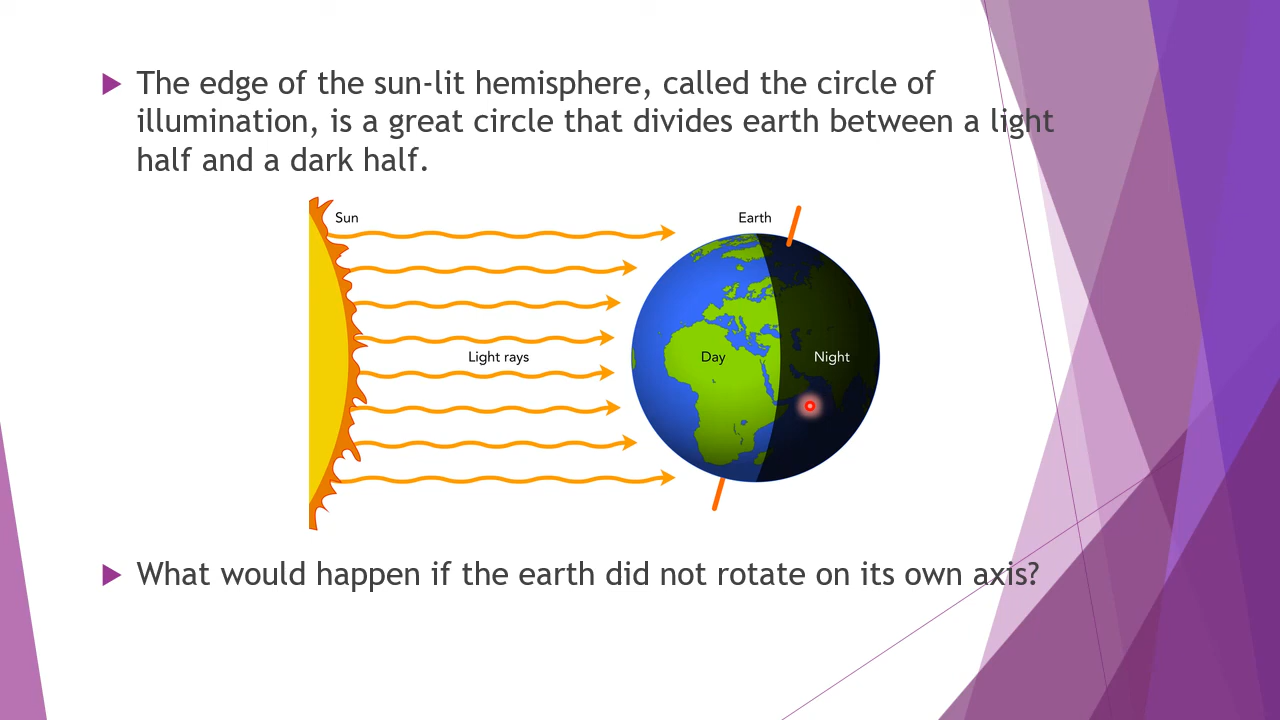 The edge of the sun-lit hemisphere, called the circle of
illumination, is a great circle that divides earth between a light
half and a dark half.
Sun
Earth
Light rays
Day
Night
What would happen if the earth did not rotate on its own axis?